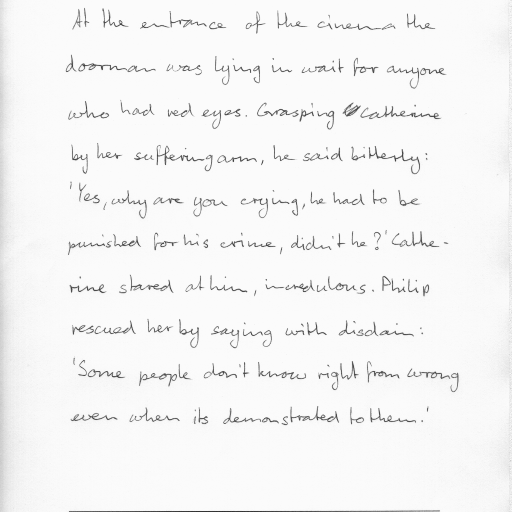 At the entrance of the cinema the
doorman was lying in wait for anyone
who had red eyes. Grasping Catherine
by her suffering arm, he said bitterly:
'Yes, why are you crying, he had to be
punished for his crime, didn't he?' Cathe-
rine stared at him, incredulous. Philip
rescued her by saying with disdain:
'Some people don't know right from wrong
even when its demonstrated to them.'